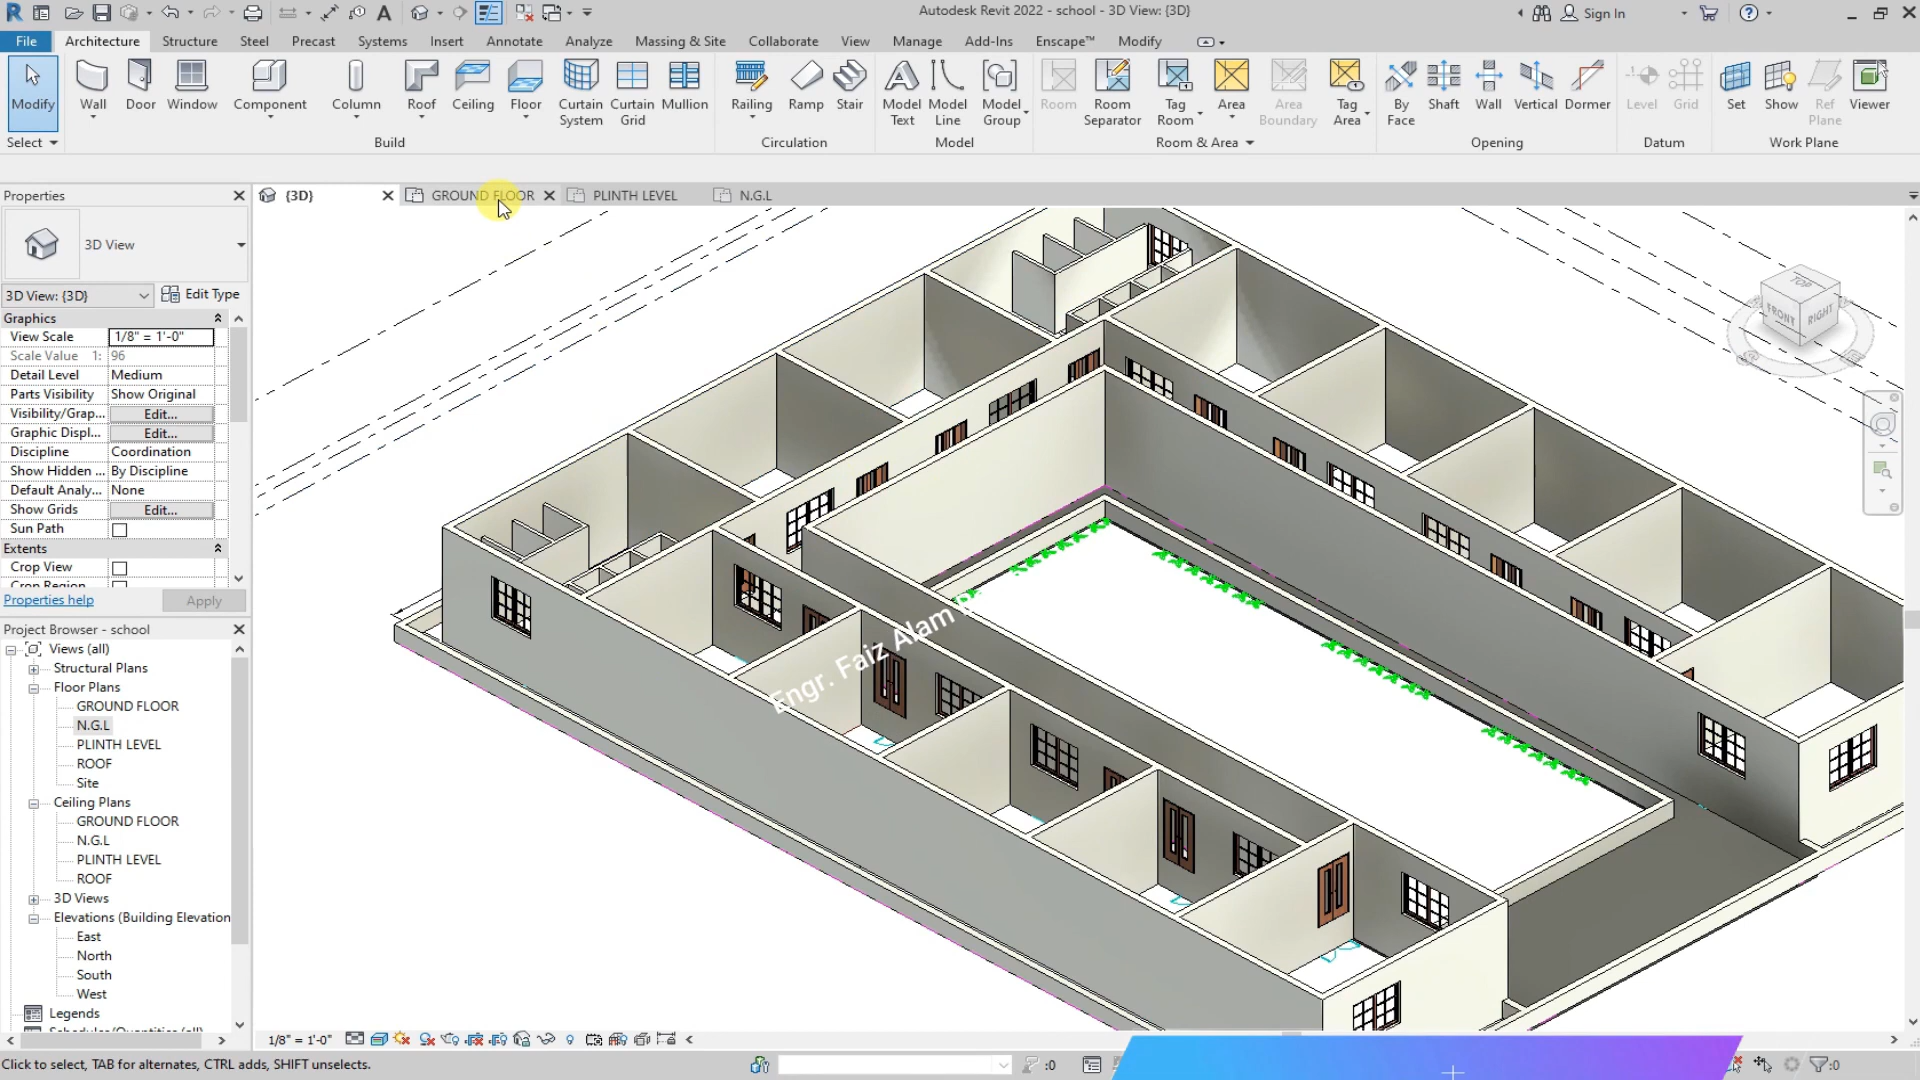 Autodesk Revit 2022 - school - 3D View: {3D}
Sign In
File
Architecture
Structure
Steel
Precast
Systems
Insert
Annotate
Analyze
Massing & Site
Collaborate
View
Manage
Add-Ins
Enscape™
Modify
Modify
Wall
Door
Window
Component
Column
Roof
Ceiling
Floor
Curtain System
Curtain Grid
Mullion
Railing
Ramp
Stair
Model Text
Model Line
Model Group
Room
Room Separator
Tag Room
Area
Area Boundary
Tag Area
By Face
Shaft
Wall
Vertical
Dormer
Level
Grid
Set
Show
Ref Plane
Viewer
Select
Build
Circulation
Model
Room & Area
Opening
Datum
Work Plane
Properties
{3D}
GROUND FLOOR
PLINTH LEVEL
N.G.L
3D View
3D View: {3D}
Edit Type
Graphics
View Scale 1/8" = 1'-0"
Scale Value 1: 96
Detail Level Medium
Parts Visibility Show Original
Visibility/Grap... Edit...
Graphic Displ... Edit...
Discipline Coordination
Show Hidden ... By Discipline
Default Analy... None
Show Grids Edit...
Sun Path
Extents
Crop View
Crop Region
Properties help
Apply
Project Browser - school
Views (all)
Structural Plans
Floor Plans
GROUND FLOOR
N.G.L
PLINTH LEVEL
ROOF
Site
Ceiling Plans
GROUND FLOOR
N.G.L
PLINTH LEVEL
ROOF
3D Views
Elevations (Building Elevation
East
North
South
West
Legends
Schedules/Quantities (all)
TOP
FRONT
RIGHT
Engr. Faiz Alam
1/8" = 1'-0"
Click to select, TAB for alternates, CTRL adds, SHIFT unselects.
:0
:0